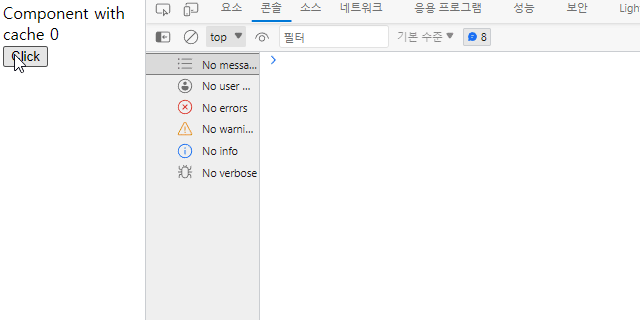 Component with
cache 0
Click
요소 콘솔 소스 네트워크 응용 프로그램 성능 보안 Light
top 필터 기본 수준 8
No messa...
No user ...
No errors
No warni...
No info
No verbose